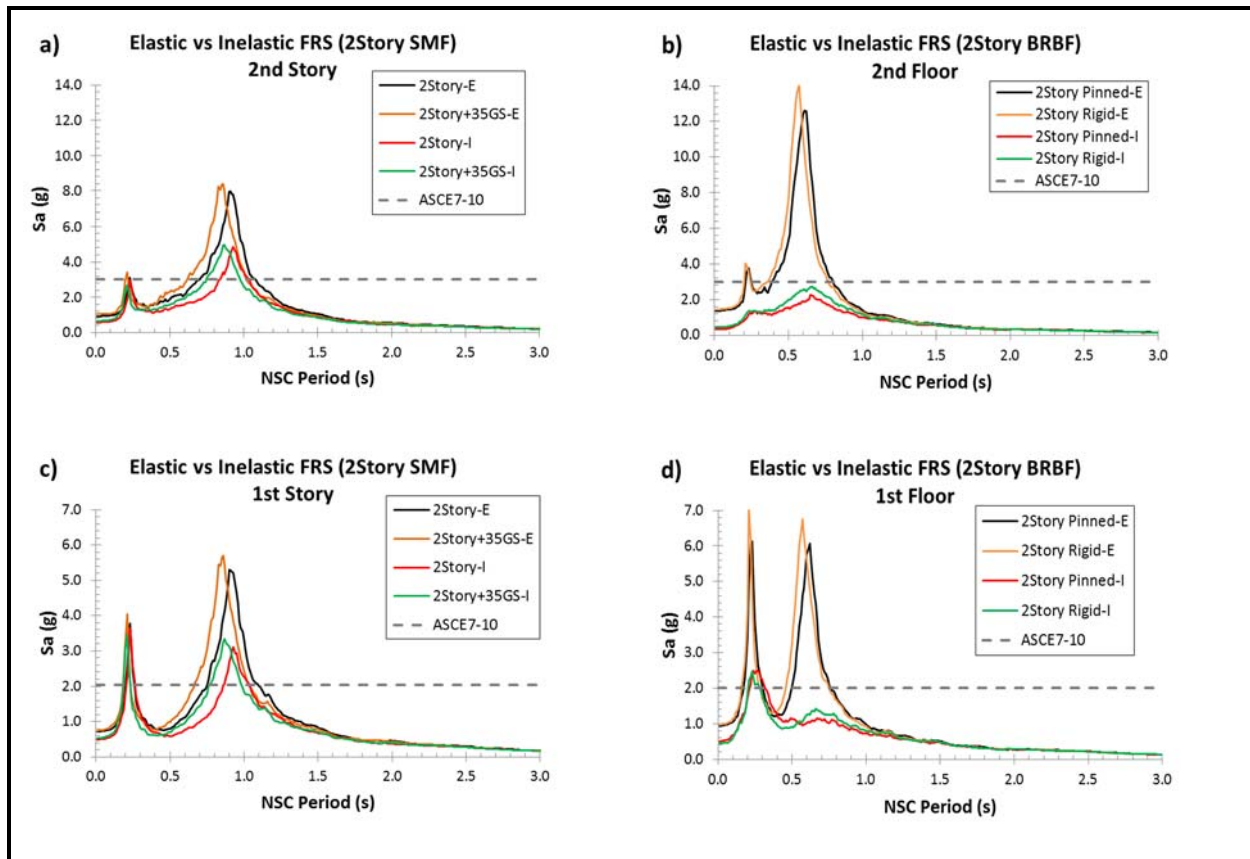 a)
Elastic vs Inelastic FRS (2Story SMF)
2nd Story
2Story-E
2Story+35GS-E
2Story-I
2Story+35GS-I
ASCE7-10
Sa (g)
14.0
12.0
10.0
8.0
6.0
4.0
2.0
0.0
0.0 0.5 1.0 1.5 2.0 2.5 3.0
NSC Period (s)
b)
Elastic vs Inelastic FRS (2Story BRBF)
2nd Floor
2Story Pinned-E
2Story Rigid-E
2Story Pinned-I
2Story Rigid-I
ASCE7-10
Sa (g)
14.0
12.0
10.0
8.0
6.0
4.0
2.0
0.0
0.0 0.5 1.0 1.5 2.0 2.5 3.0
NSC Period (s)
c)
Elastic vs Inelastic FRS (2Story SMF)
1st Story
2Story-E
2Story+35GS-E
2Story-I
2Story+35GS-I
ASCE7-10
Sa (g)
7.0
6.0
5.0
4.0
3.0
2.0
1.0
0.0
0.0 0.5 1.0 1.5 2.0 2.5 3.0
NSC Period (s)
d)
Elastic vs Inelastic FRS (2Story BRBF)
1st Floor
2Story Pinned-E
2Story Rigid-E
2Story Pinned-I
2Story Rigid-I
ASCE7-10
Sa (g)
7.0
6.0
5.0
4.0
3.0
2.0
1.0
0.0
0.0 0.5 1.0 1.5 2.0 2.5 3.0
NSC Period (s)